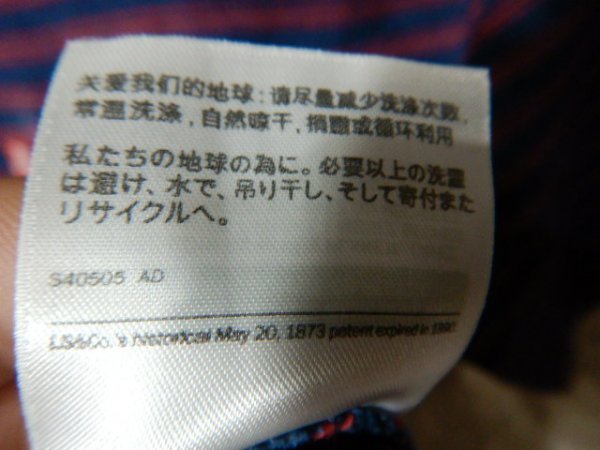 关爱我们的地球：请尽量减少洗涤次数，
常温洗涤，自然晾干，捐赠或循环利用
私たちの地球の為に。必要以上の洗濯
は避け、水で、吊り干し、そして寄付また
リサイクルへ。
S40505 AD
LS&Co.'s historical May 20, 1873 patent expired in 1890.